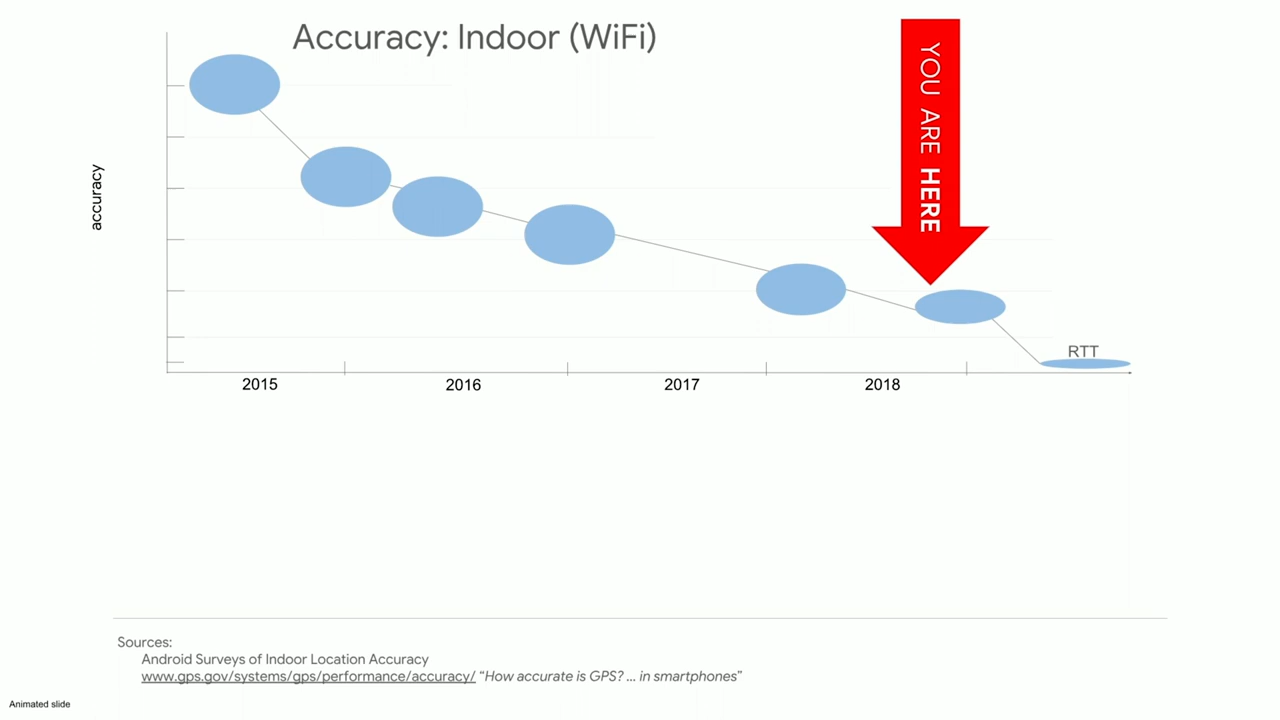 Accuracy: Indoor (WiFi)
YOU ARE HERE
accuracy
RTT
2015
2016
2017
2018
Sources:
Android Surveys of Indoor Location Accuracy
www.gps.gov/systems/gps/performance/accuracy/ “How accurate is GPS? ... in smartphones”
Animated slide